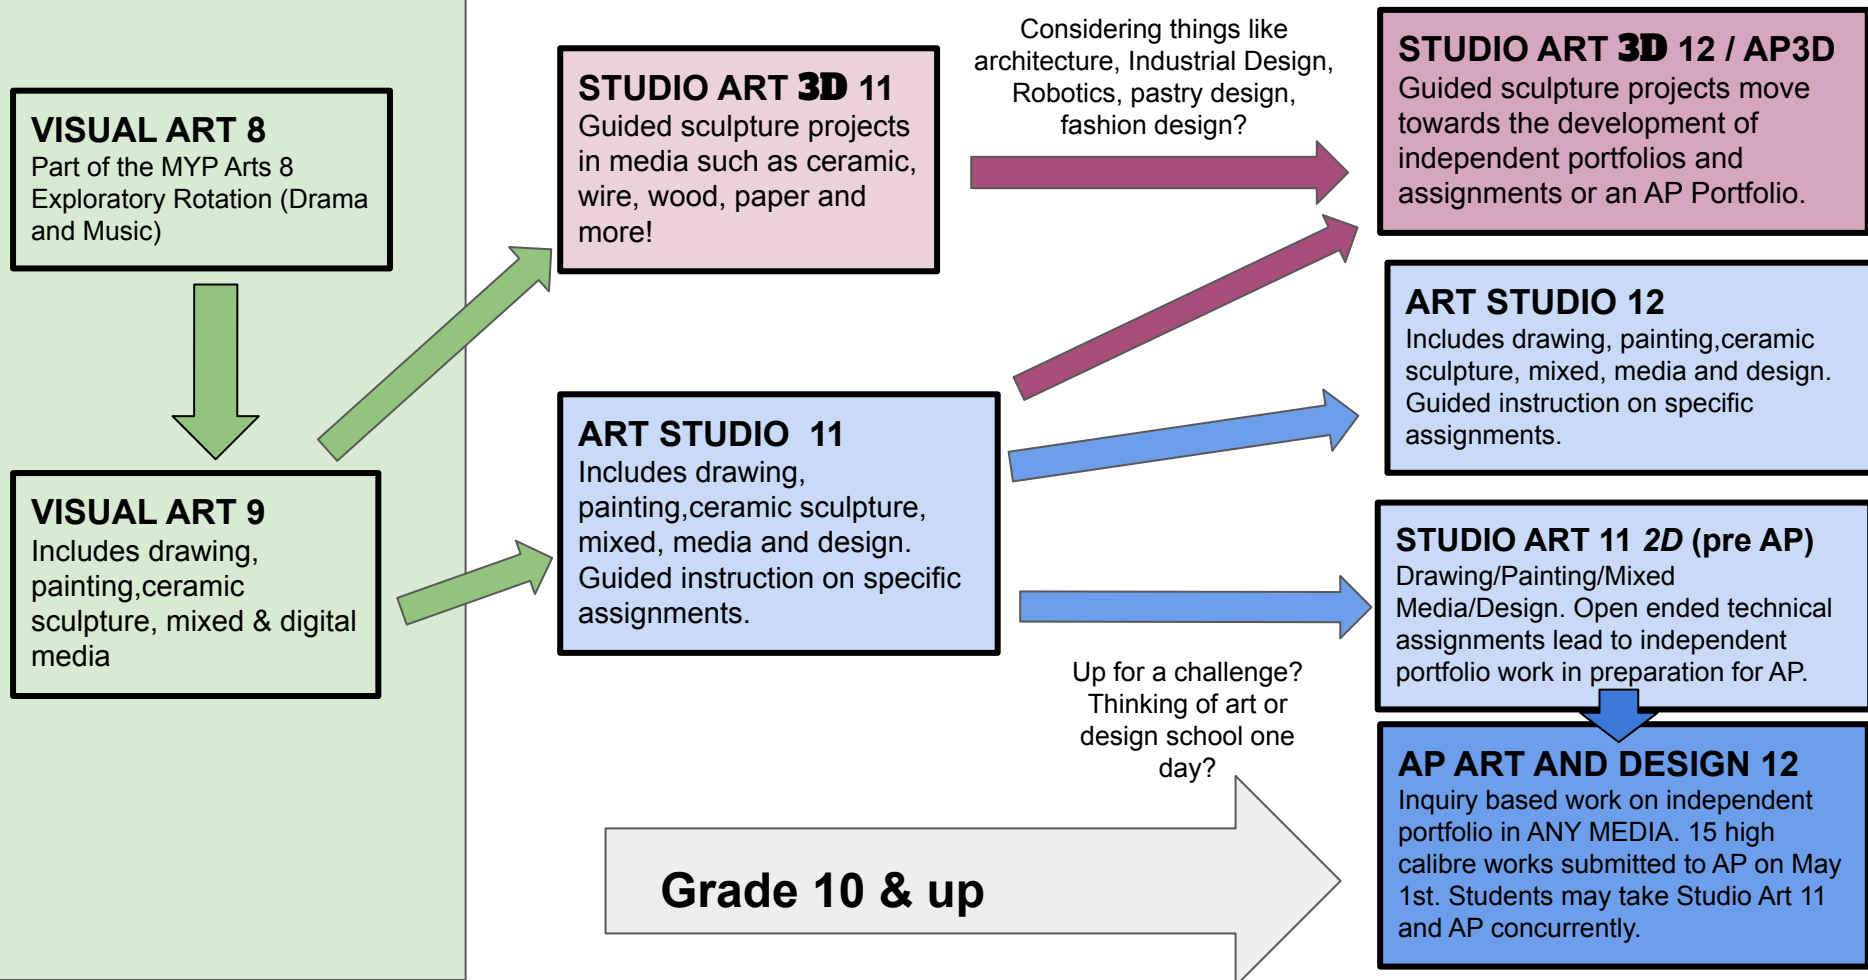 VISUAL ART 8
Part of the MYP Arts 8
Exploratory Rotation (Drama
and Music)
VISUAL ART 9
Includes drawing,
painting,ceramic
sculpture, mixed & digital
media
STUDIO ART 3D 11
Guided sculpture projects
in media such as ceramic,
wire, wood, paper and
more!
ART STUDIO  11
Includes drawing,
painting,ceramic sculpture,
mixed, media and design.
Guided instruction on specific
assignments.
Considering things like
architecture, Industrial Design,
Robotics, pastry design,
fashion design?
Up for a challenge?
Thinking of art or
design school one
day?
Grade 10 & up
STUDIO ART 3D 12 / AP3D
Guided sculpture projects move
towards the development of
independent portfolios and
assignments or an AP Portfolio.
ART STUDIO 12
Includes drawing, painting,ceramic
sculpture, mixed, media and design.
Guided instruction on specific
assignments.
STUDIO ART 11 2D (pre AP)
Drawing/Painting/Mixed
Media/Design. Open ended technical
assignments lead to independent
portfolio work in preparation for AP.
AP ART AND DESIGN 12
Inquiry based work on independent
portfolio in ANY MEDIA. 15 high
calibre works submitted to AP on May
1st. Students may take Studio Art 11
and AP concurrently.